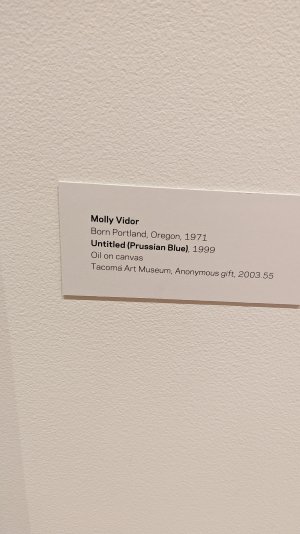 Molly Vidor
Born Portland, Oregon, 1971
Untitled (Prussian Blue), 1999
Oil on canvas
Tacoma Art Museum, Anonymous gift, 2003.55